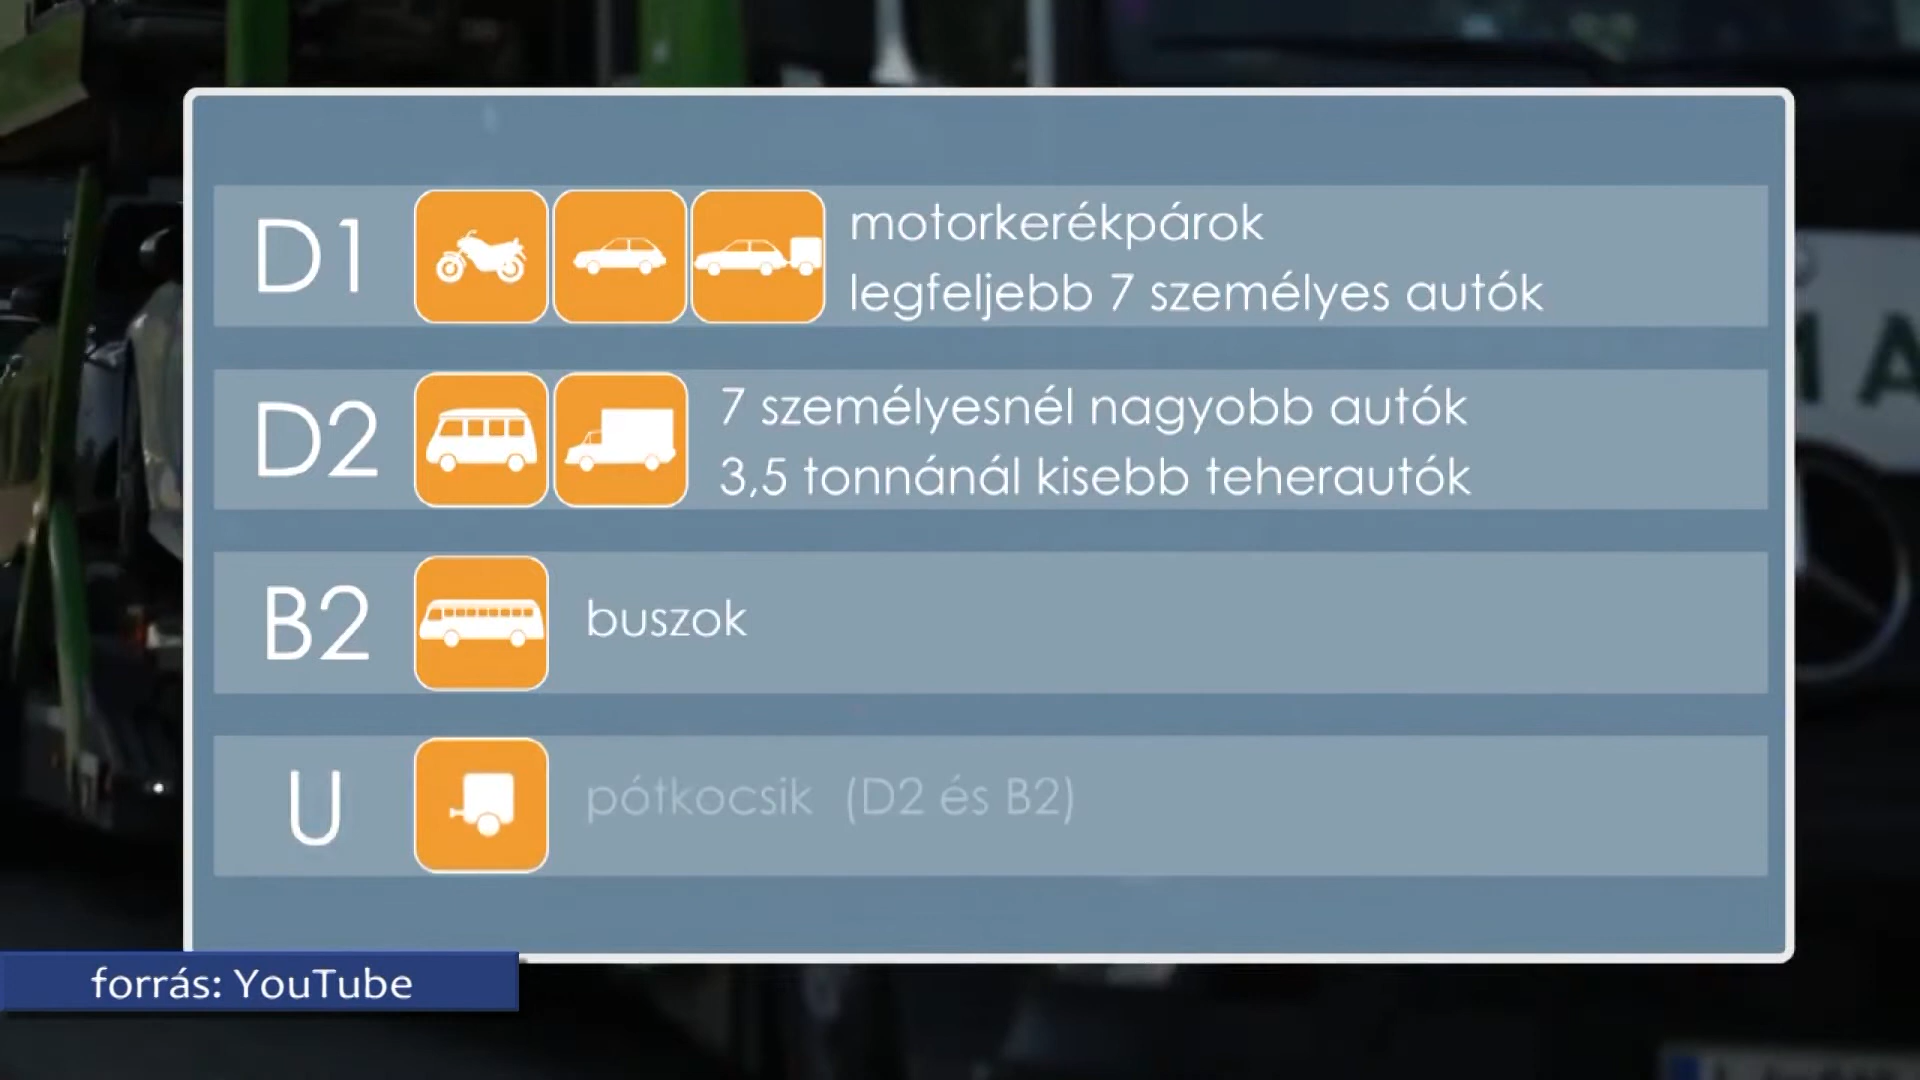 D1
motorkerékpárok
legfeljebb 7 személyes autók
D2
7 személyesnél nagyobb autók
3,5 tonnánál kisebb teherautók
B2
buszok
U
pótkocsik (D2 és B2)
forrás: YouTube